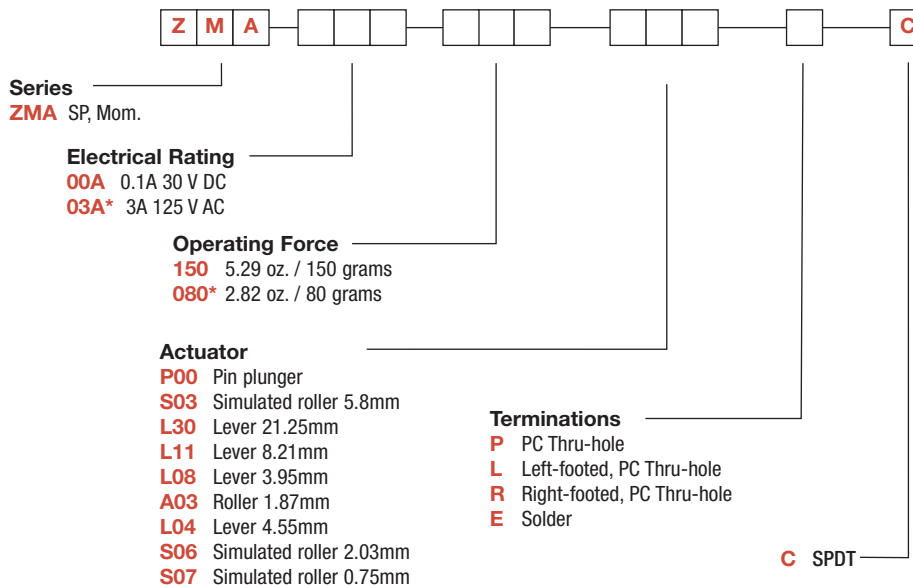 Z M A C
Series
ZMA SP, Mom.
Electrical Rating
00A 0.1A 30 V DC
03A* 3A 125 V AC
Operating Force
150 5.29 oz. / 150 grams
080* 2.82 oz. / 80 grams
Actuator
P00 Pin plunger
S03 Simulated roller 5.8mm
L30 Lever 21.25mm
L11 Lever 8.21mm
L08 Lever 3.95mm
A03 Roller 1.87mm
L04 Lever 4.55mm
S06 Simulated roller 2.03mm
S07 Simulated roller 0.75mm
Terminations
P PC Thru-hole
L Left-footed, PC Thru-hole
R Right-footed, PC Thru-hole
E Solder
C SPDT